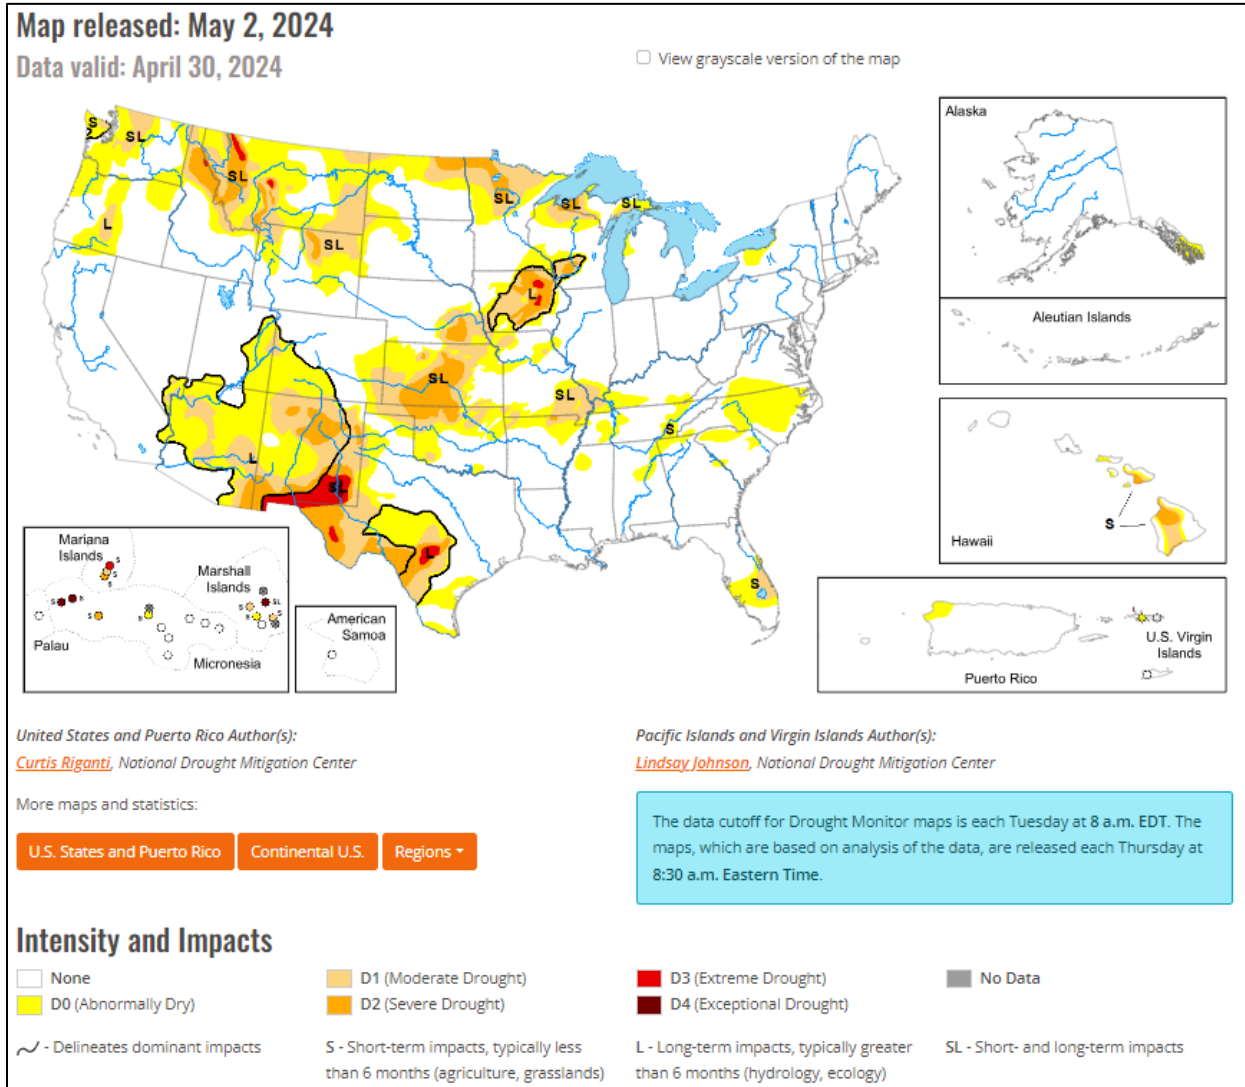 Map released: May 2, 2024
Data valid: April 30, 2024
View grayscale version of the map
S
SL
SL
L
SL
SL
SL
SL
L
SL
SL
S
L
SL
L
S
Alaska
Aleutian Islands
S
Hawaii
Mariana
Islands
Marshall
Islands
S
S
S
S
S
S
S
S
SL
S
S
Palau
Micronesia
American
Samoa
U.S. Virgin
Islands
Puerto Rico
United States and Puerto Rico Author(s):
Curtis Riganti, National Drought Mitigation Center
Pacific Islands and Virgin Islands Author(s):
Lindsay Johnson, National Drought Mitigation Center
More maps and statistics:
U.S. States and Puerto Rico
Continental U.S.
Regions
The data cutoff for Drought Monitor maps is each Tuesday at 8 a.m. EDT. The
maps, which are based on analysis of the data, are released each Thursday at
8:30 a.m. Eastern Time.
Intensity and Impacts
None
D0 (Abnormally Dry)
D1 (Moderate Drought)
D2 (Severe Drought)
D3 (Extreme Drought)
D4 (Exceptional Drought)
No Data
- Delineates dominant impacts
S - Short-term impacts, typically less
than 6 months (agriculture, grasslands)
L - Long-term impacts, typically greater
than 6 months (hydrology, ecology)
SL - Short- and long-term impacts